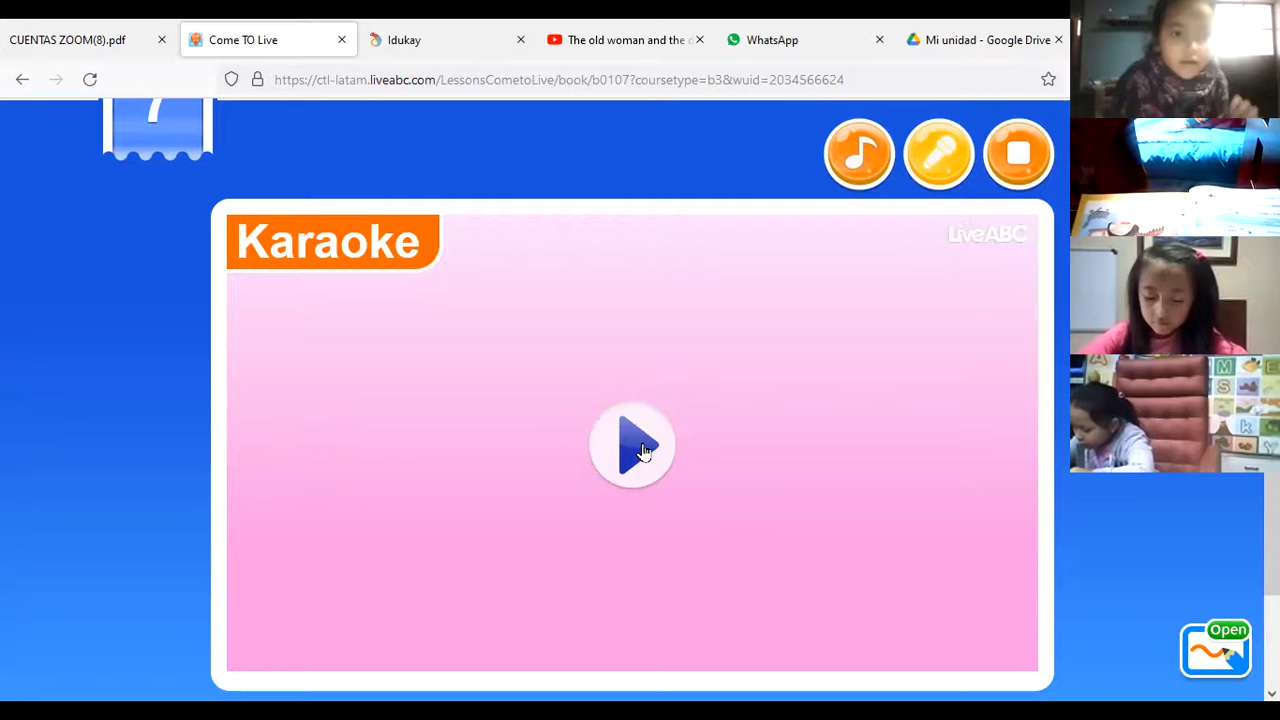 CUENTAS ZOOM(8).pdf
Come TO Live
Idukay
The old woman and the d
WhatsApp
Mi unidad - Google Drive
https://ctl-latam.liveabc.com/LessonsCometoLive/book/b0107?coursetype=b3&wuid=2034566624
7
Karaoke
LiveABC
Open
A
M
E
S
k